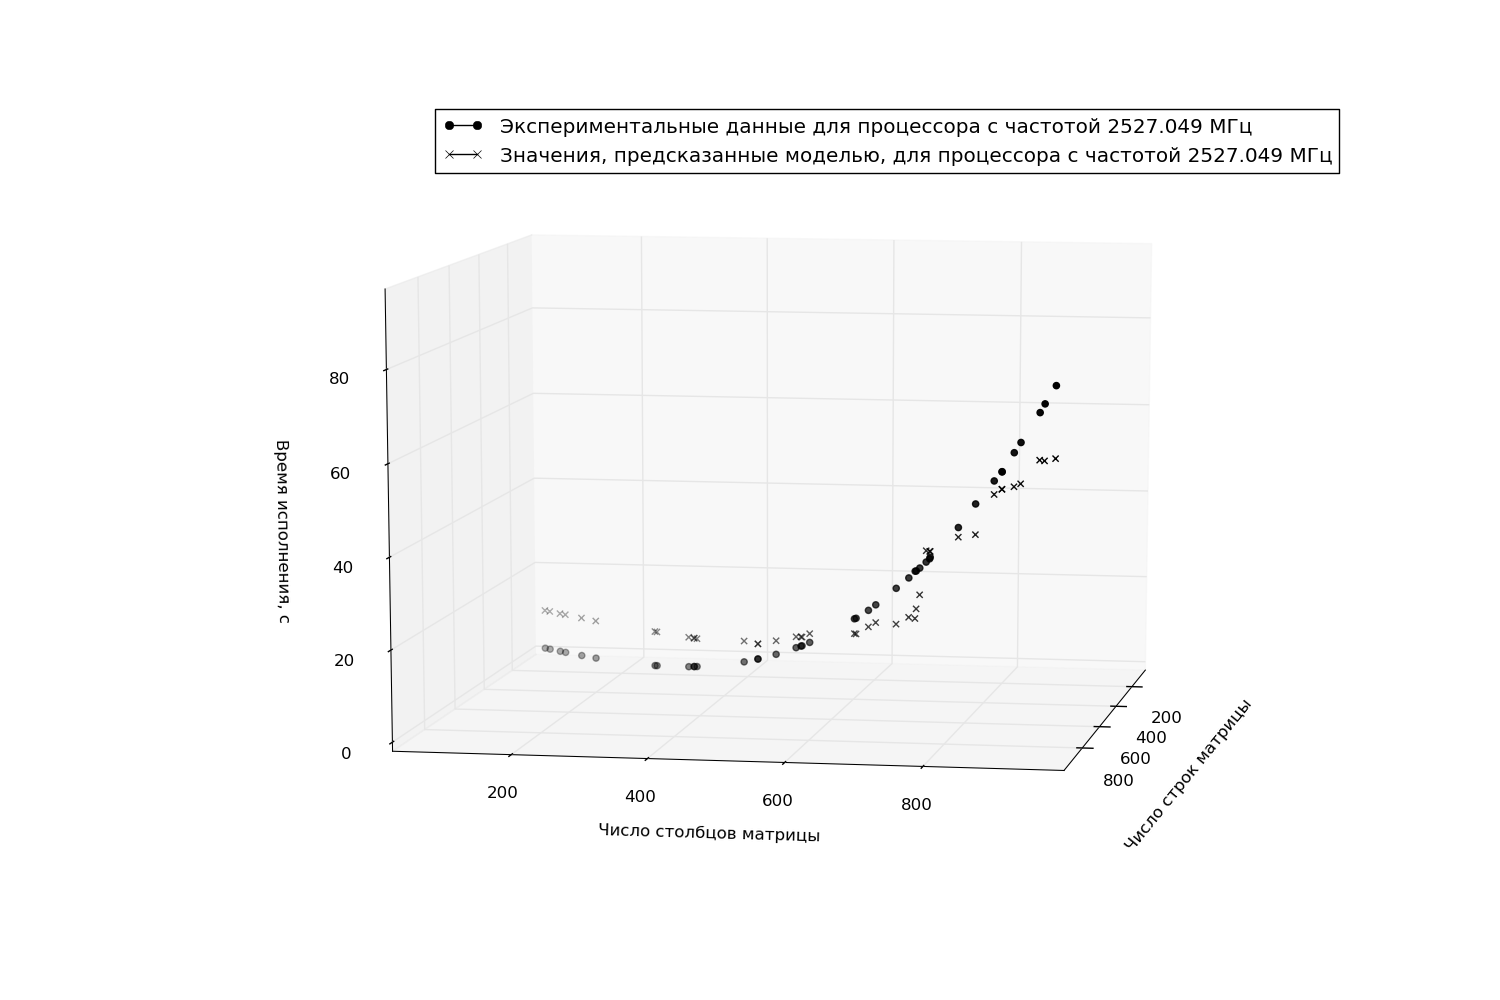 Экспериментальные данные для процессора с частотой 2527.049 МГц
Значения, предсказанные моделью, для процессора с частотой 2527.049 МГц
80
60
40
20
0
Время исполнения, с
200
400
600
800
Число столбцов матрицы
200
400
600
800
Число строк матрицы